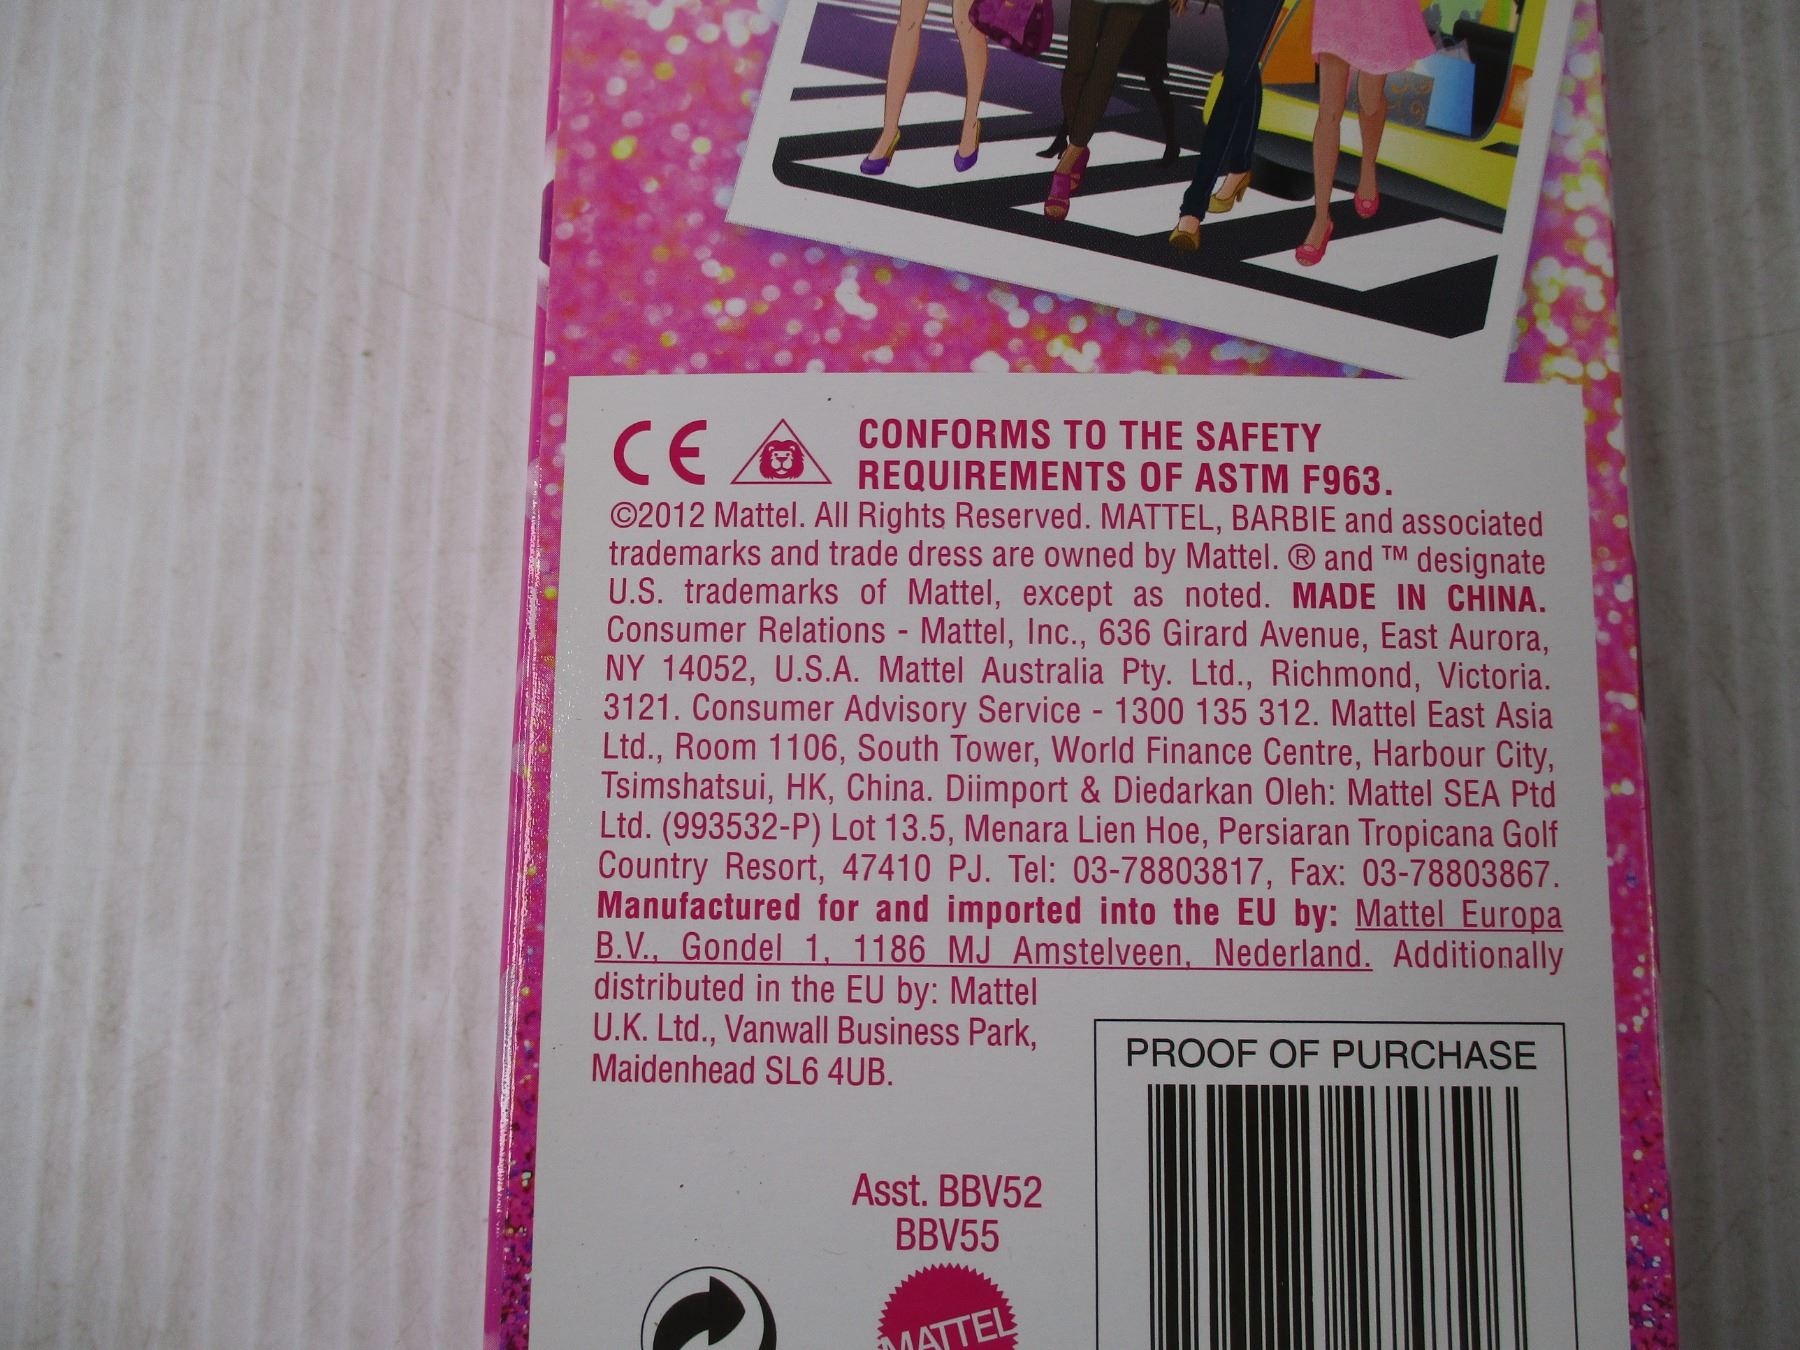 CE
CONFORMS TO THE SAFETY
REQUIREMENTS OF ASTM F963.
©2012 Mattel. All Rights Reserved. MATTEL, BARBIE and associated
trademarks and trade dress are owned by Mattel. ® and ™ designate
U.S. trademarks of Mattel, except as noted. MADE IN CHINA.
Consumer Relations - Mattel, Inc., 636 Girard Avenue, East Aurora,
NY 14052, U.S.A. Mattel Australia Pty. Ltd., Richmond, Victoria.
3121. Consumer Advisory Service - 1300 135 312. Mattel East Asia
Ltd., Room 1106, South Tower, World Finance Centre, Harbour City,
Tsimshatsui, HK, China. Diimport & Diedarkan Oleh: Mattel SEA Ptd
Ltd. (993532-P) Lot 13.5, Menara Lien Hoe, Persiaran Tropicana Golf
Country Resort, 47410 PJ. Tel: 03-78803817, Fax: 03-78803867.
Manufactured for and imported into the EU by: Mattel Europa
B.V., Gondel 1, 1186 MJ Amstelveen, Nederland. Additionally
distributed in the EU by: Mattel
U.K. Ltd., Vanwall Business Park,
Maidenhead SL6 4UB.
PROOF OF PURCHASE
Asst. BBV52
BBV55
MATTEL